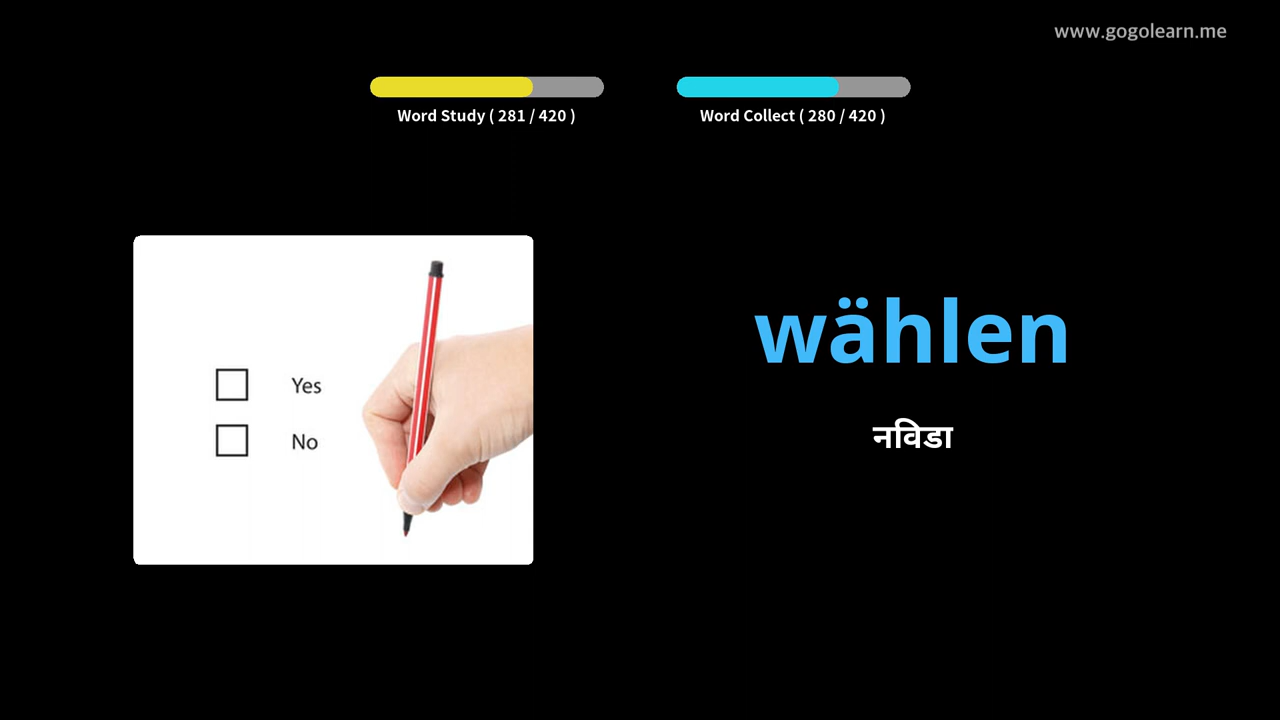 www.gogolearn.me
Word Study ( 281 / 420 )
Word Collect ( 280 / 420 )
Yes
No
wählen
नविडा